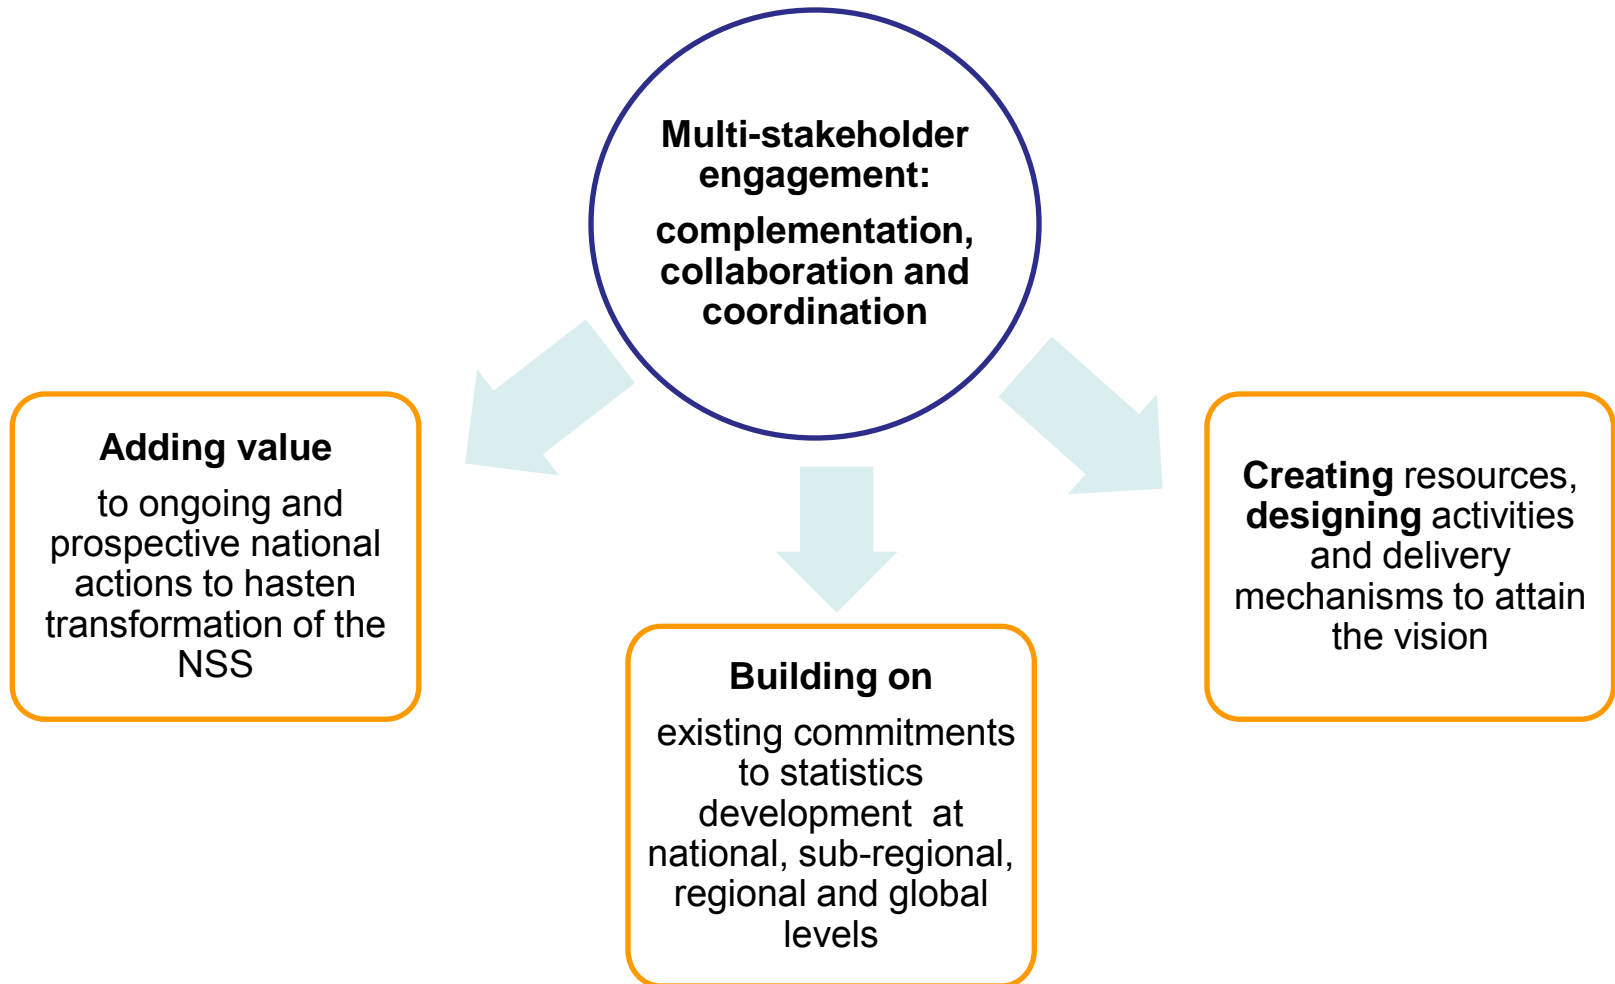 Multi-stakeholder
engagement:
complementation,
collaboration and
coordination
Adding value
to ongoing and
prospective national
actions to hasten
transformation of the
NSS
Building on
existing commitments
to statistics
development at
national, sub-regional,
regional and global
levels
Creating resources,
designing activities
and delivery
mechanisms to attain
the vision